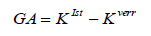 GA = K^Ist − K^verr